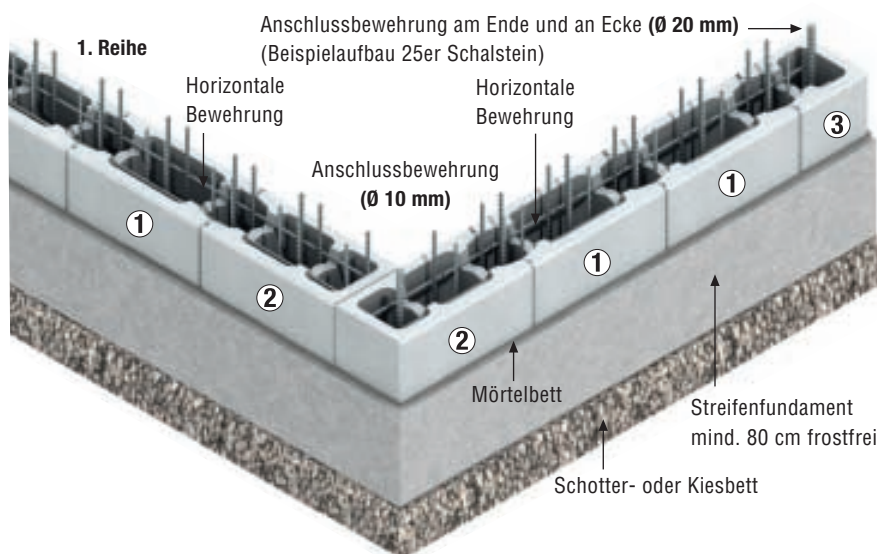 Anschlussbewehrung am Ende und an Ecke (Ø 20 mm)
(Beispielaufbau 25er Schalstein)
1. Reihe
Horizontale
Bewehrung
Horizontale
Bewehrung
Anschlussbewehrung
(Ø 10 mm)
3
1
1
1
2
2
Mörtelbett
Streifenfundament
mind. 80 cm frostfrei
Schotter- oder Kiesbett